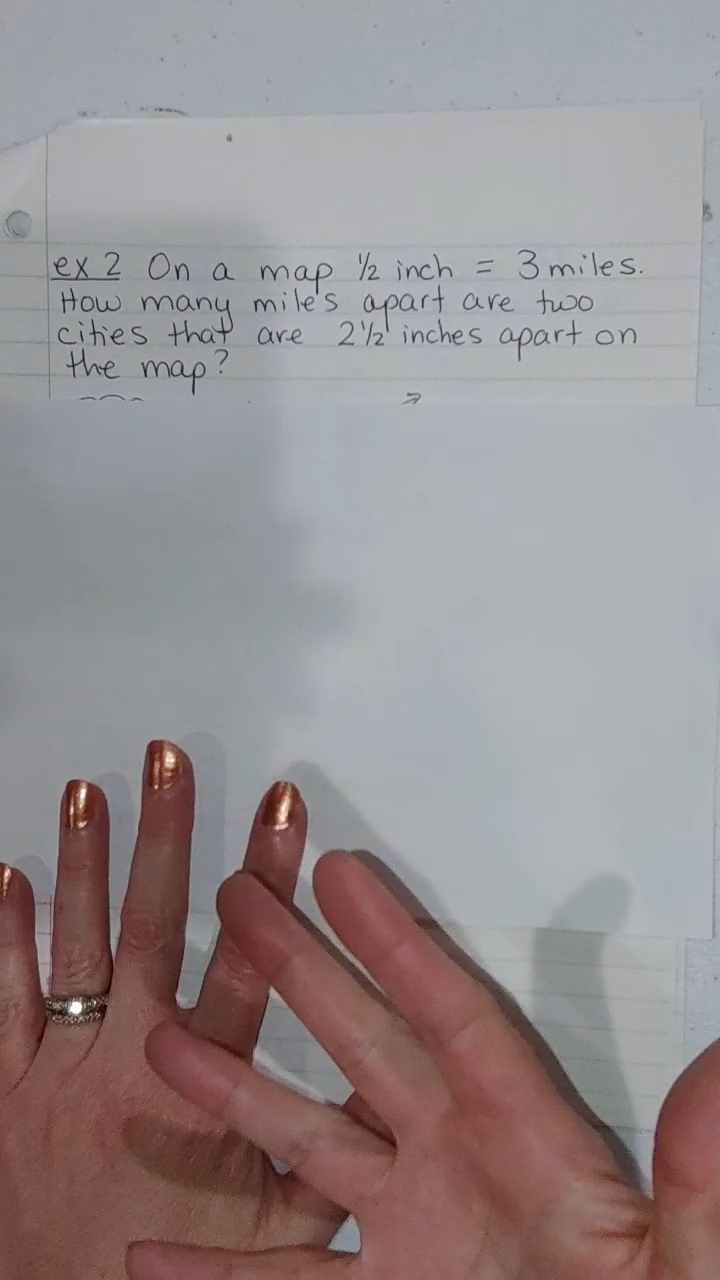 ex 2 On a map ½ inch = 3 miles.
How many miles apart are two
cities that are 2½ inches apart on
the map?